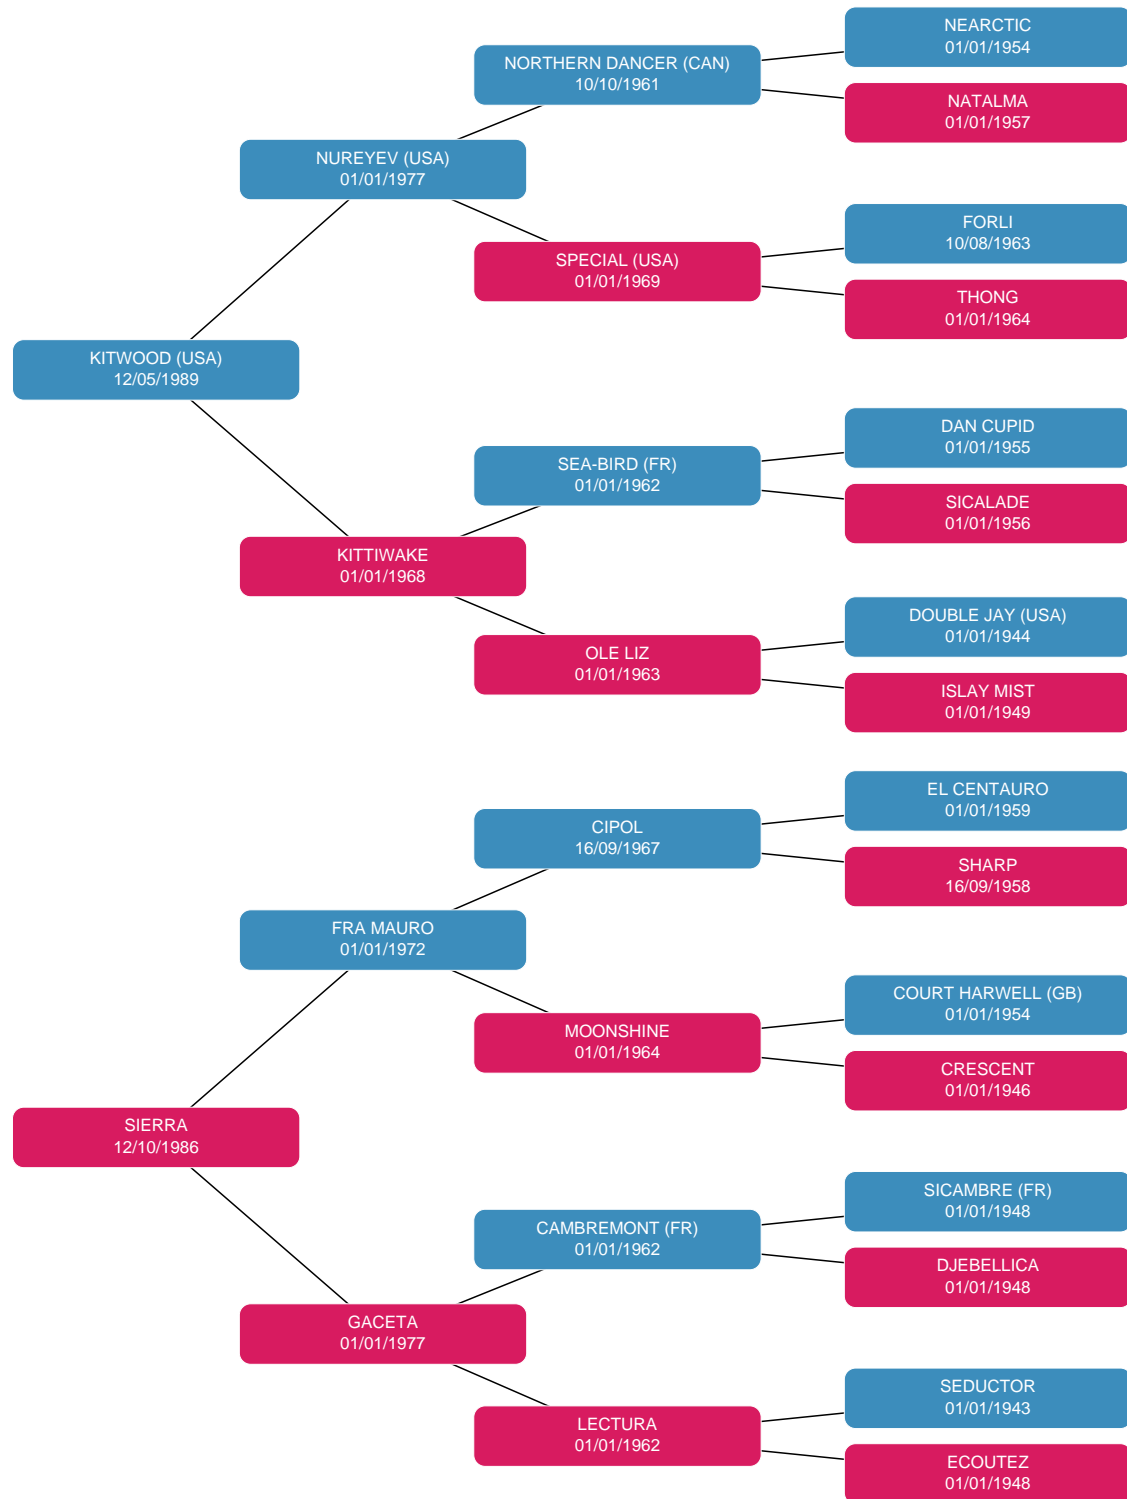 NEARCTIC
01/01/1954
NORTHERN DANCER (CAN)
10/10/1961
NATALMA
01/01/1957
NUREYEV (USA)
01/01/1977
FORLI
10/08/1963
SPECIAL (USA)
01/01/1969
THONG
01/01/1964
KITWOOD (USA)
12/05/1989
DAN CUPID
01/01/1955
SEA-BIRD (FR)
01/01/1962
SICALADE
01/01/1956
KITTIWAKE
01/01/1968
DOUBLE JAY (USA)
01/01/1944
OLE LIZ
01/01/1963
ISLAY MIST
01/01/1949
EL CENTAURO
01/01/1959
CIPOL
16/09/1967
SHARP
16/09/1958
FRA MAURO
01/01/1972
COURT HARWELL (GB)
01/01/1954
MOONSHINE
01/01/1964
CRESCENT
01/01/1946
SIERRA
12/10/1986
SICAMBRE (FR)
01/01/1948
CAMBREMONT (FR)
01/01/1962
DJEBELLICA
01/01/1948
GACETA
01/01/1977
SEDUCTOR
01/01/1943
LECTURA
01/01/1962
ECOUTEZ
01/01/1948